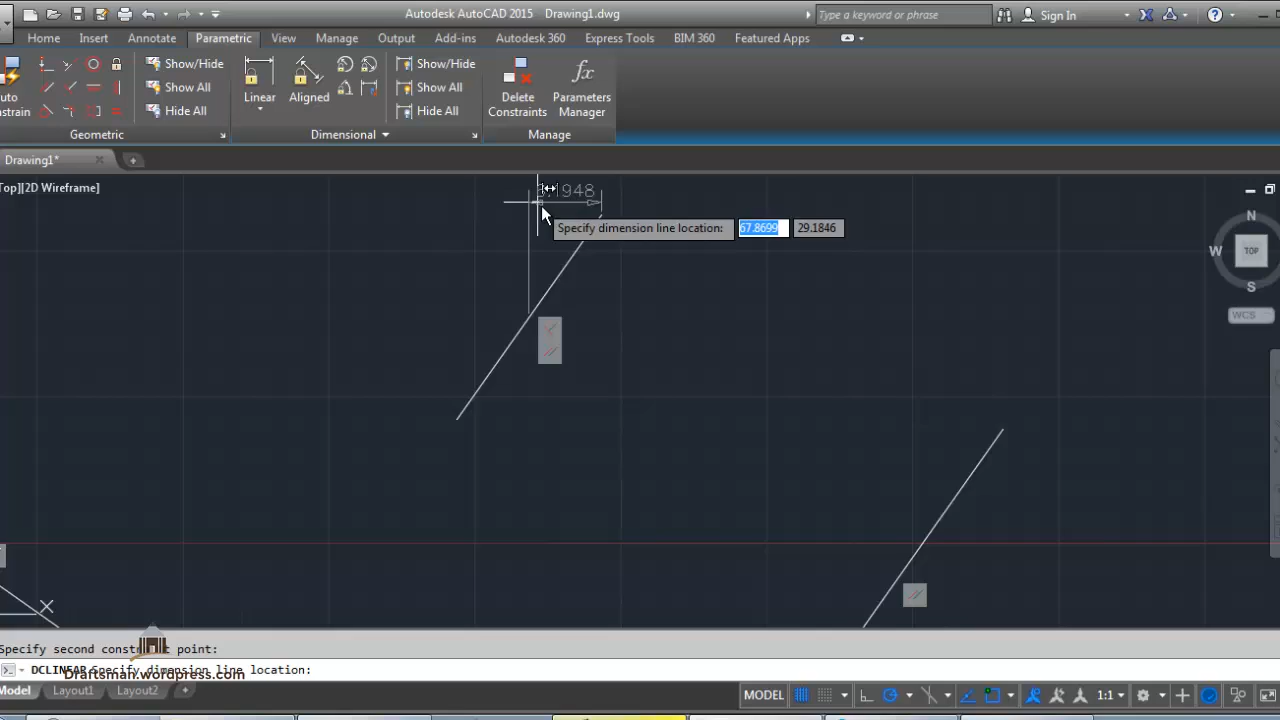 Autodesk AutoCAD 2015 Drawing1.dwg
Type a keyword or phrase
Sign In
Home Insert Annotate Parametric View Manage Output Add-ins Autodesk 360 Express Tools BIM 360 Featured Apps
Show/Hide
Show All
Hide All
Linear
Aligned
Show/Hide
Show All
Hide All
Delete
Constraints
Parameters
Manager
Geometric
Dimensional
Manage
Drawing1*
Top][2D Wireframe]
Specify dimension line location: 67.8699 29.1846
N
W
TOP
S
WCS
Specify second point:
DCLINEAR Specify dimension line location:
Draftsman.wordpress.com
Model Layout1 Layout2
MODEL
1:1